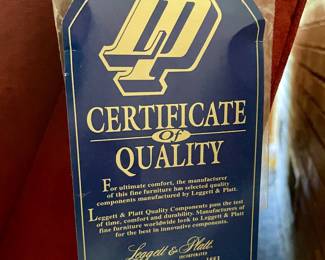 LP
CERTIFICATE
of
QUALITY
For ultimate comfort, the manufacturer
of this fine furniture has selected quality
components manufactured by Leggett & Platt.
Leggett & Platt Quality Components pass the test
of time, comfort and durability. Manufacturers of
fine furniture worldwide look to Leggett & Platt
for the best in innovative components.
Leggett & Platt
INCORPORATED